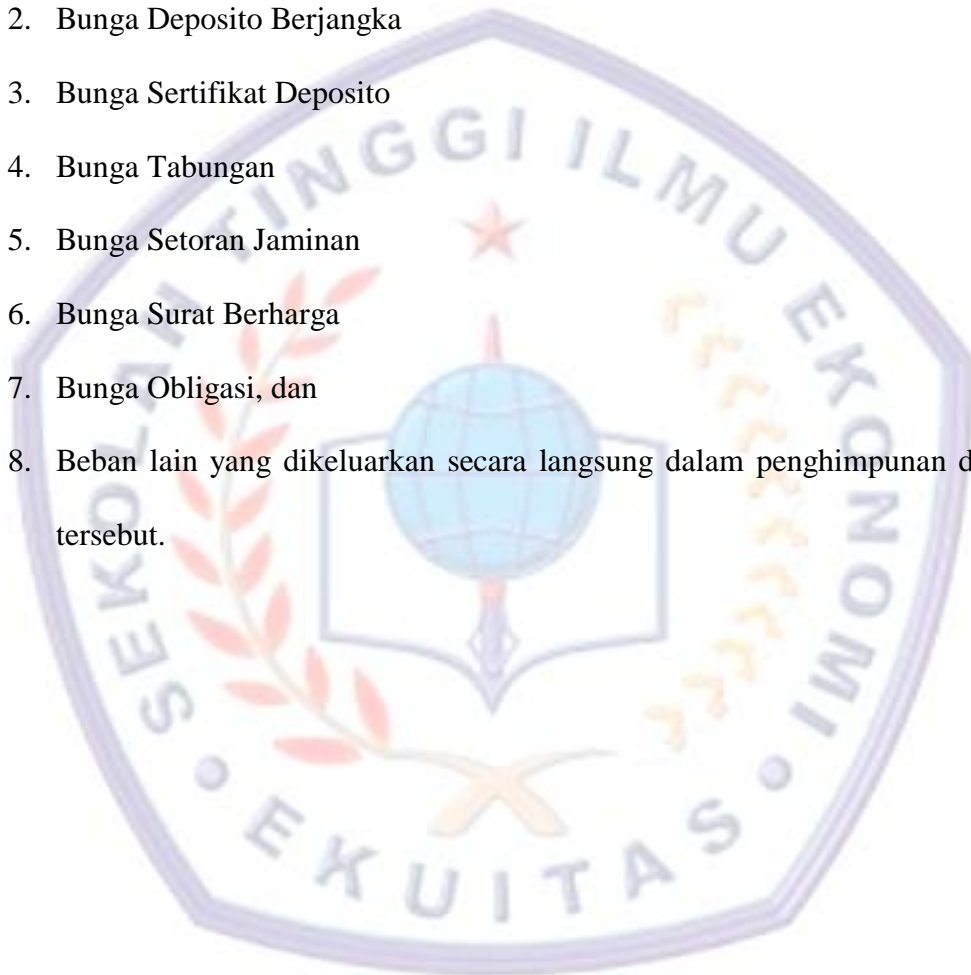 2. Bunga Deposito Berjangka
3. Bunga Sertifikat Deposito
4. Bunga Tabungan
5. Bunga Setoran Jaminan
6. Bunga Surat Berharga
7. Bunga Obligasi, dan
8. Beban lain yang dikeluarkan secara langsung dalam penghimpunan
tersebut.
SEKOLAH TINGGI ILMU EKONOMI
EKUITAS